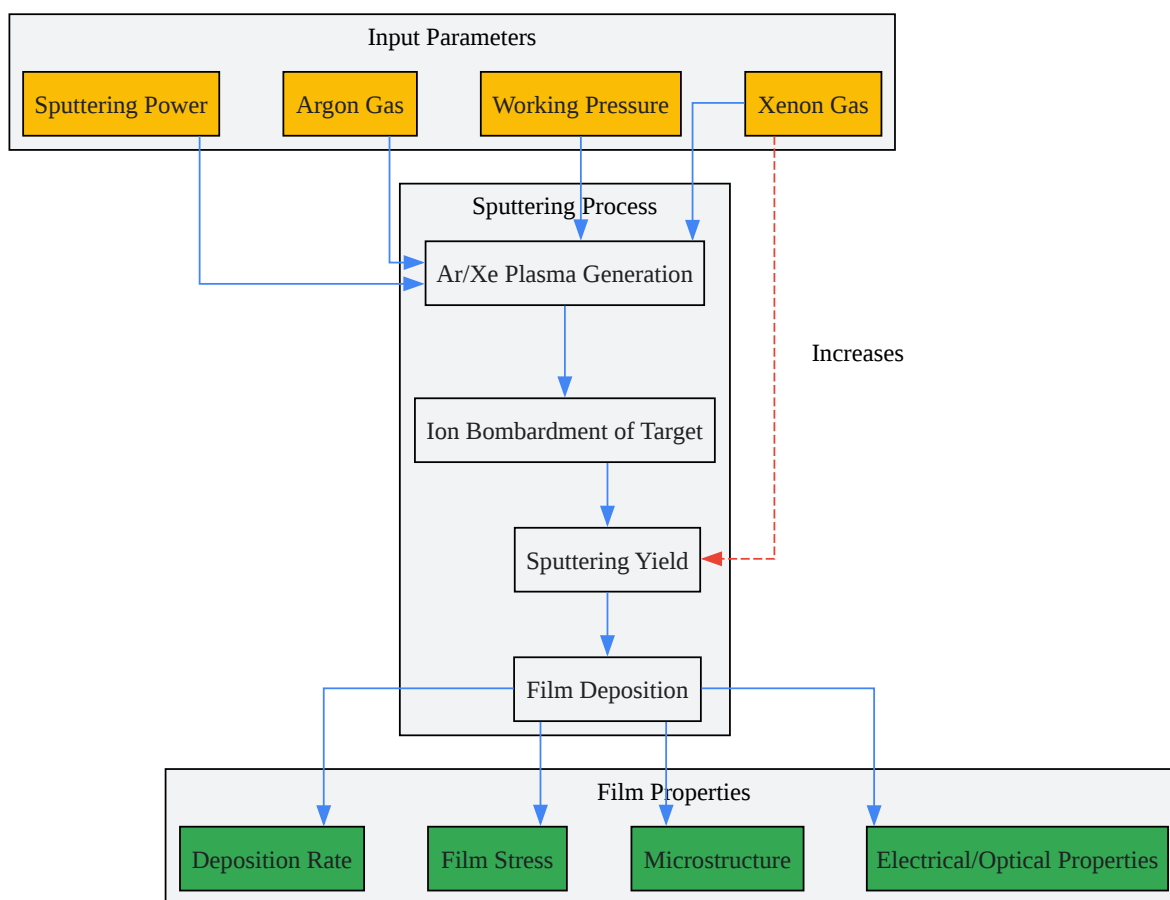 Input Parameters
Sputtering Power
Argon Gas
Working Pressure
Xenon Gas
Sputtering Process
Ar/Xe Plasma Generation
Increases
Ion Bombardment of Target
Sputtering Yield
Film Deposition
Film Properties
Deposition Rate
Film Stress
Microstructure
Electrical/Optical Properties